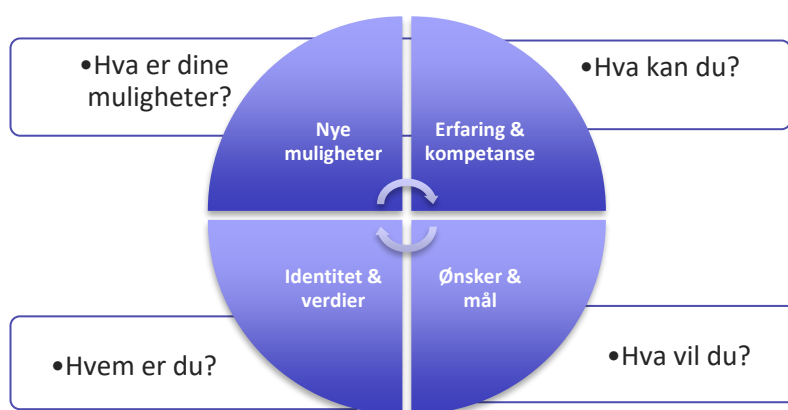 •Hva er dine
muligheter?
•Hva kan du?
Nye
muligheter
Erfaring &
kompetanse
Identitet &
verdier
Ønsker &
mål
•Hvem er du?
•Hva vil du?